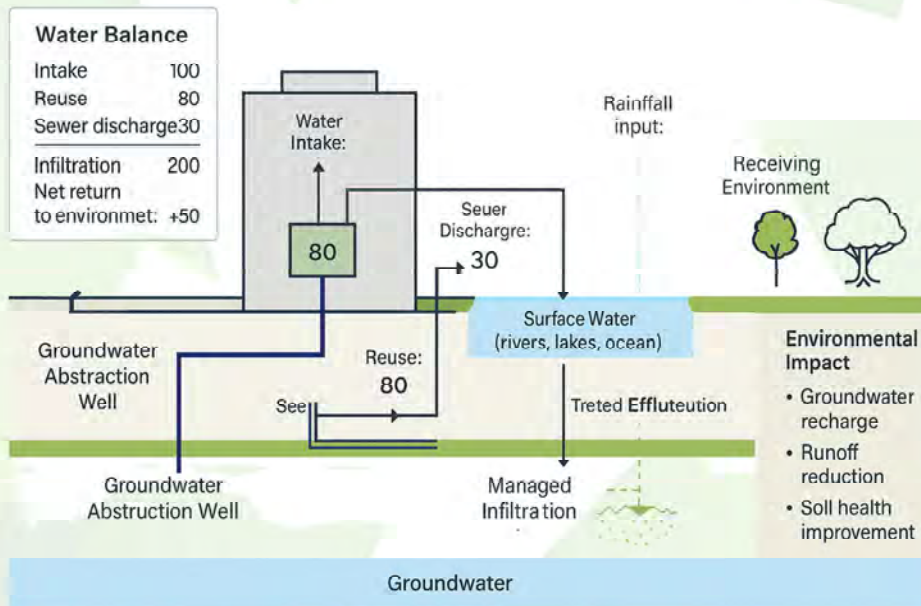 Water Balance
Intake 100
Reuse 80
Sewer discharge30
Infiltration 200
Net return
to environmet: +50
Water
Intake:
80
Seuer
Dischargre:
30
Rainffall
input:
Receiving
Environment
Surface Water
(rivers, lakes, ocean)
Groundwater
Abstraction
Well
Reuse:
80
See
Treted Effluteution
Groundwater
Abstruction Well
Managed
Infiltration
Environmental
Impact
• Groundwater
recharge
• Runoff
reduction
• Soll health
improvement
Groundwater